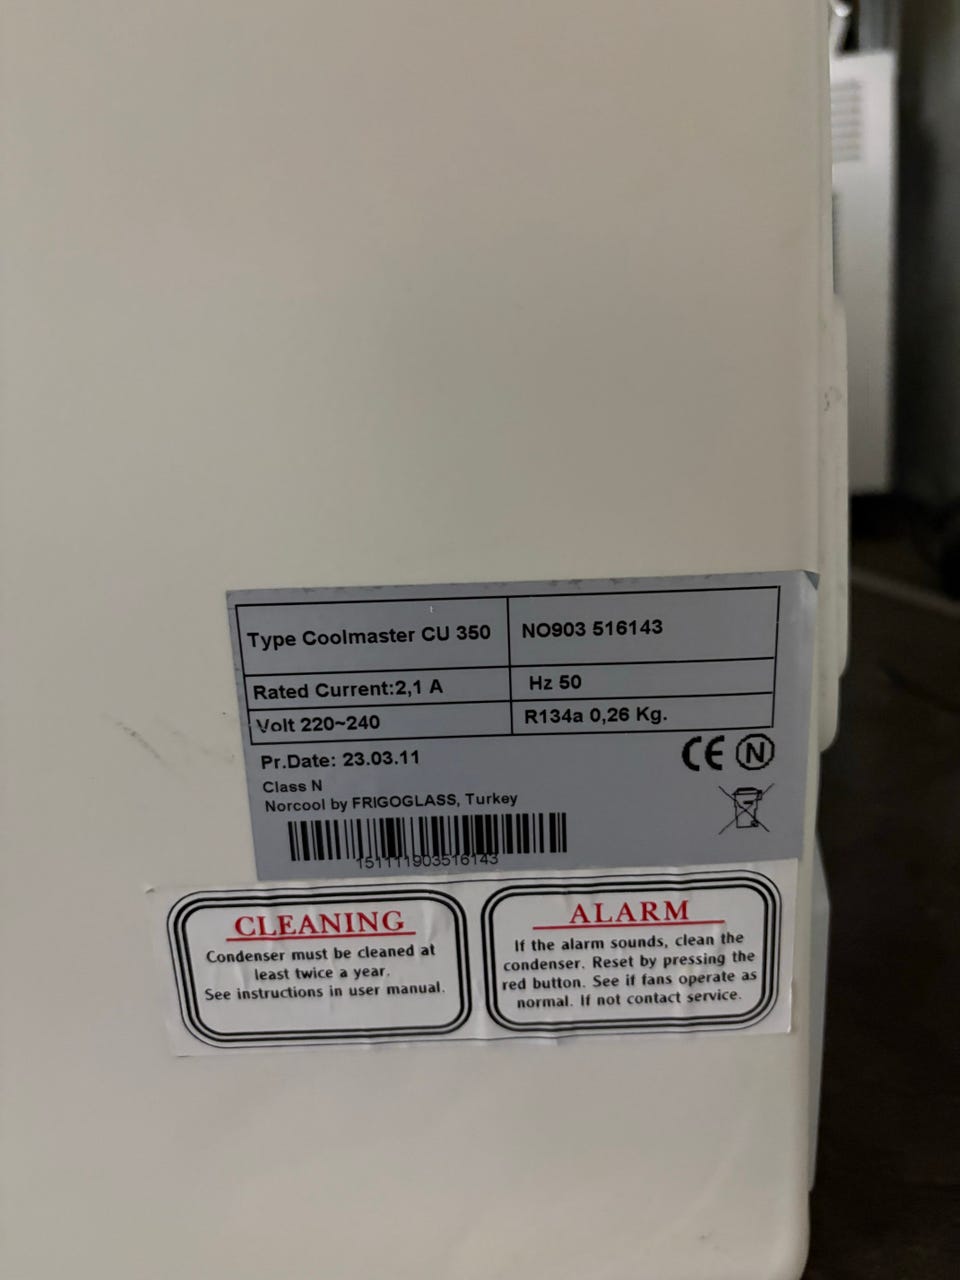 Type Coolmaster CU 350
NO903 516143
Rated Current:2,1 A
Hz 50
Volt 220~240
R134a 0,26 Kg.
Pr.Date: 23.03.11
CE N
Class N
Norcool by FRIGOGLASS, Turkey
151111903516143
CLEANING
Condenser must be cleaned at
least twice a year.
See instructions in user manual.
ALARM
If the alarm sounds, clean the
condenser. Reset by pressing the
red button. See if fans operate as
normal. If not contact service.